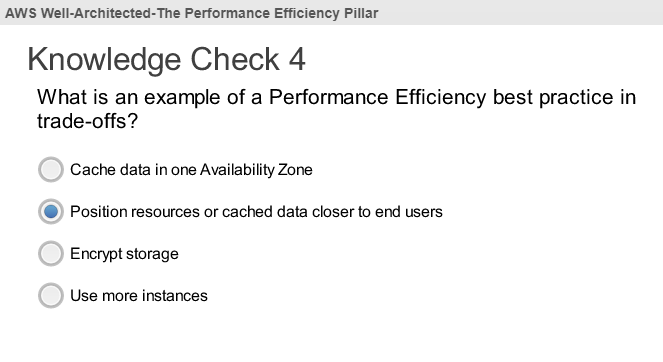 AWS Well-Architected-The Performance Efficiency Pillar
Knowledge Check 4
What is an example of a Performance Efficiency best practice in
trade-offs?
Cache data in one Availability Zone
Position resources or cached data closer to end users
Encrypt storage
Use more instances